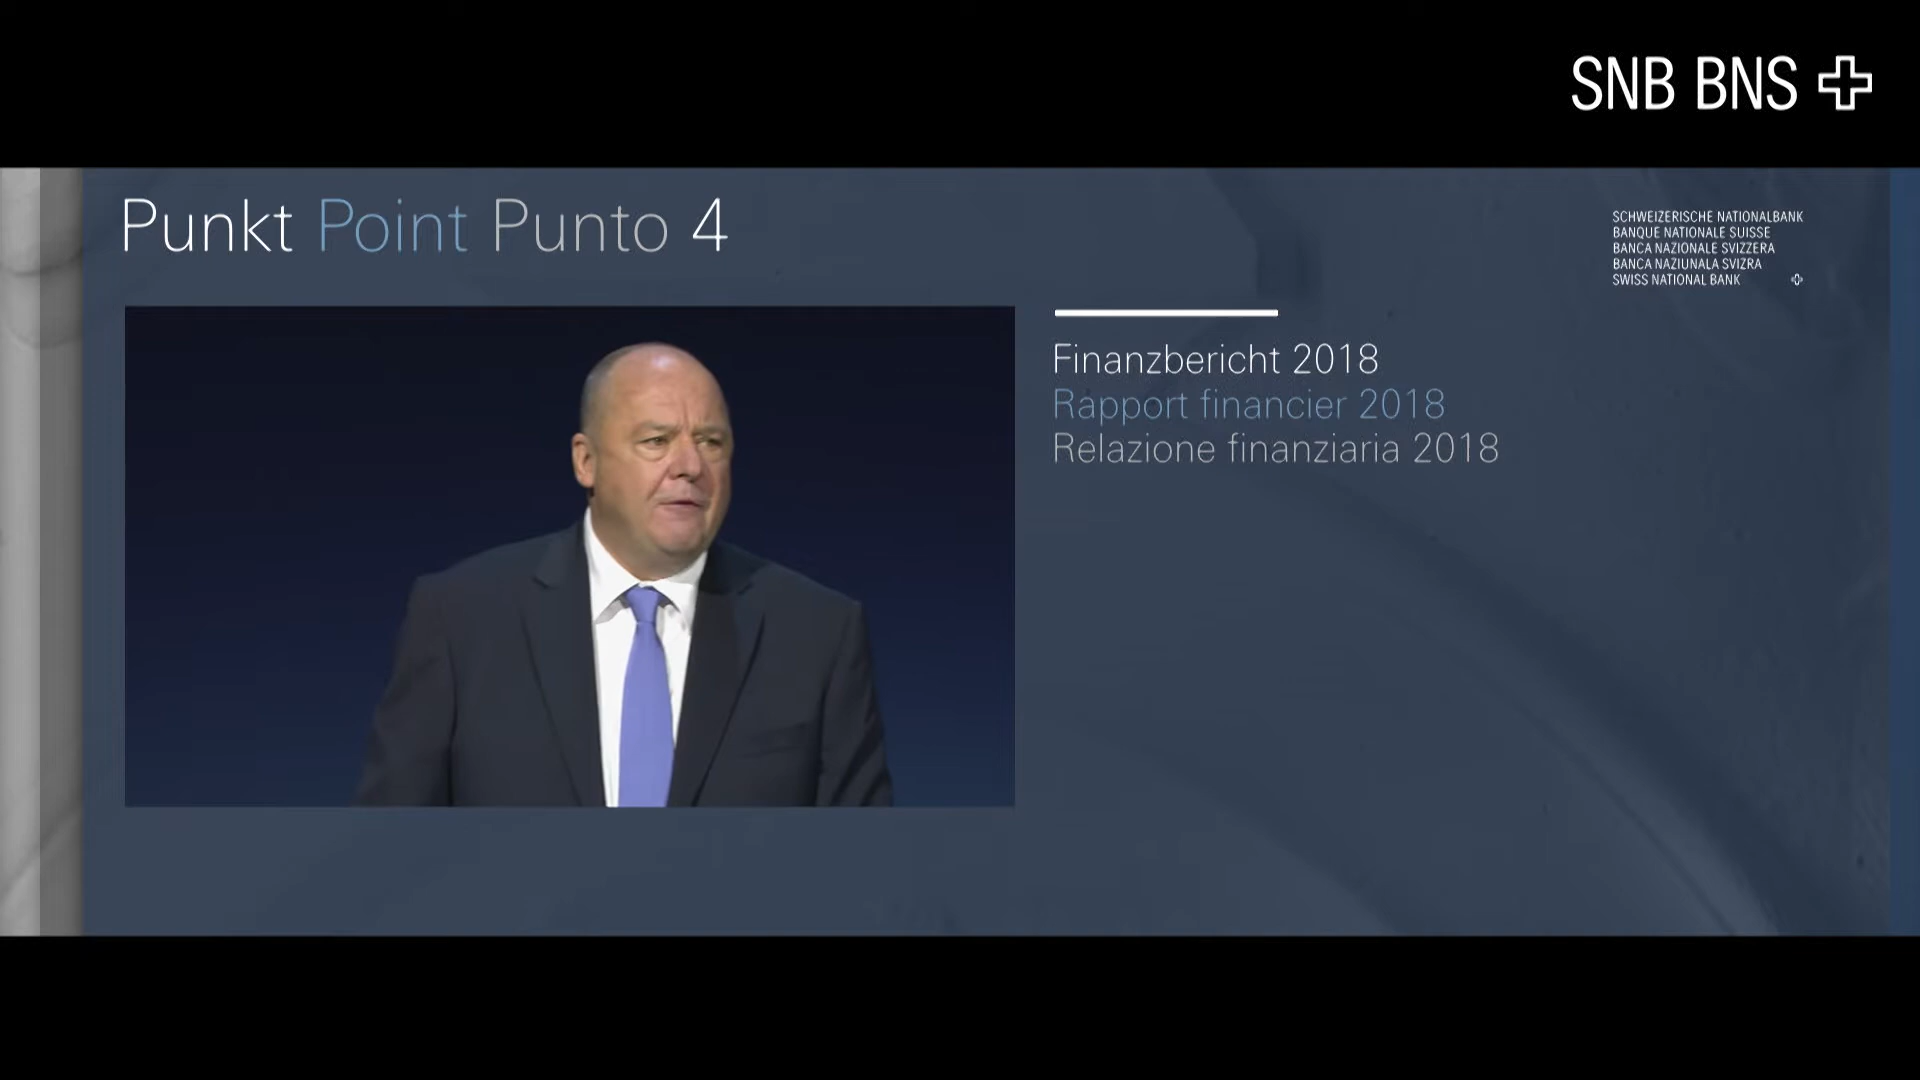 SNB BNS
Punkt Point Punto 4
SCHWEIZERISCHE NATIONALBANK
BANQUE NATIONALE SUISSE
BANCA NAZIONALE SVIZZERA
BANCA NAZIUNALA SVIZRA
SWISS NATIONAL BANK
Finanzbericht 2018
Rapport financier 2018
Relazione finanziaria 2018